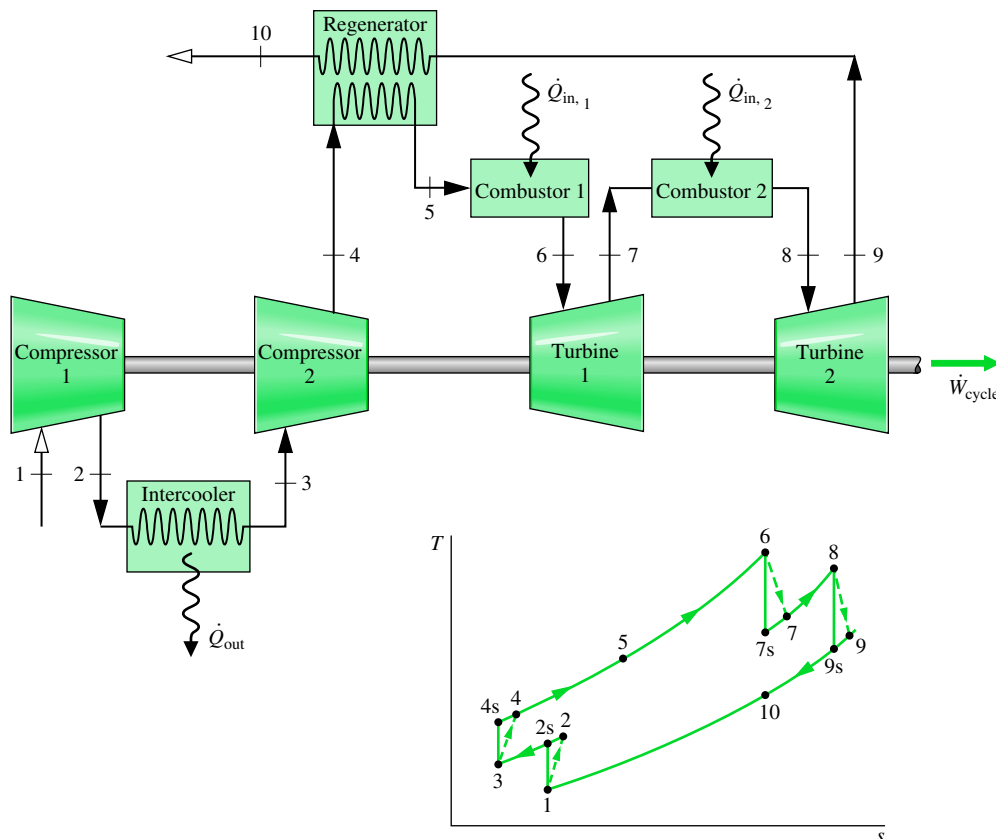 10
Regenerator
Q̇in, 1
Q̇in, 2
Combustor 1
Combustor 2
5
4
6
7
8
9
Compressor
1
Compressor
2
Turbine
1
Turbine
2
Ẇcycle
1
2
3
Intercooler
Q̇out
T
6
8
5
7
7s
9
9s
10
4s
4
2s
2
3
1
s